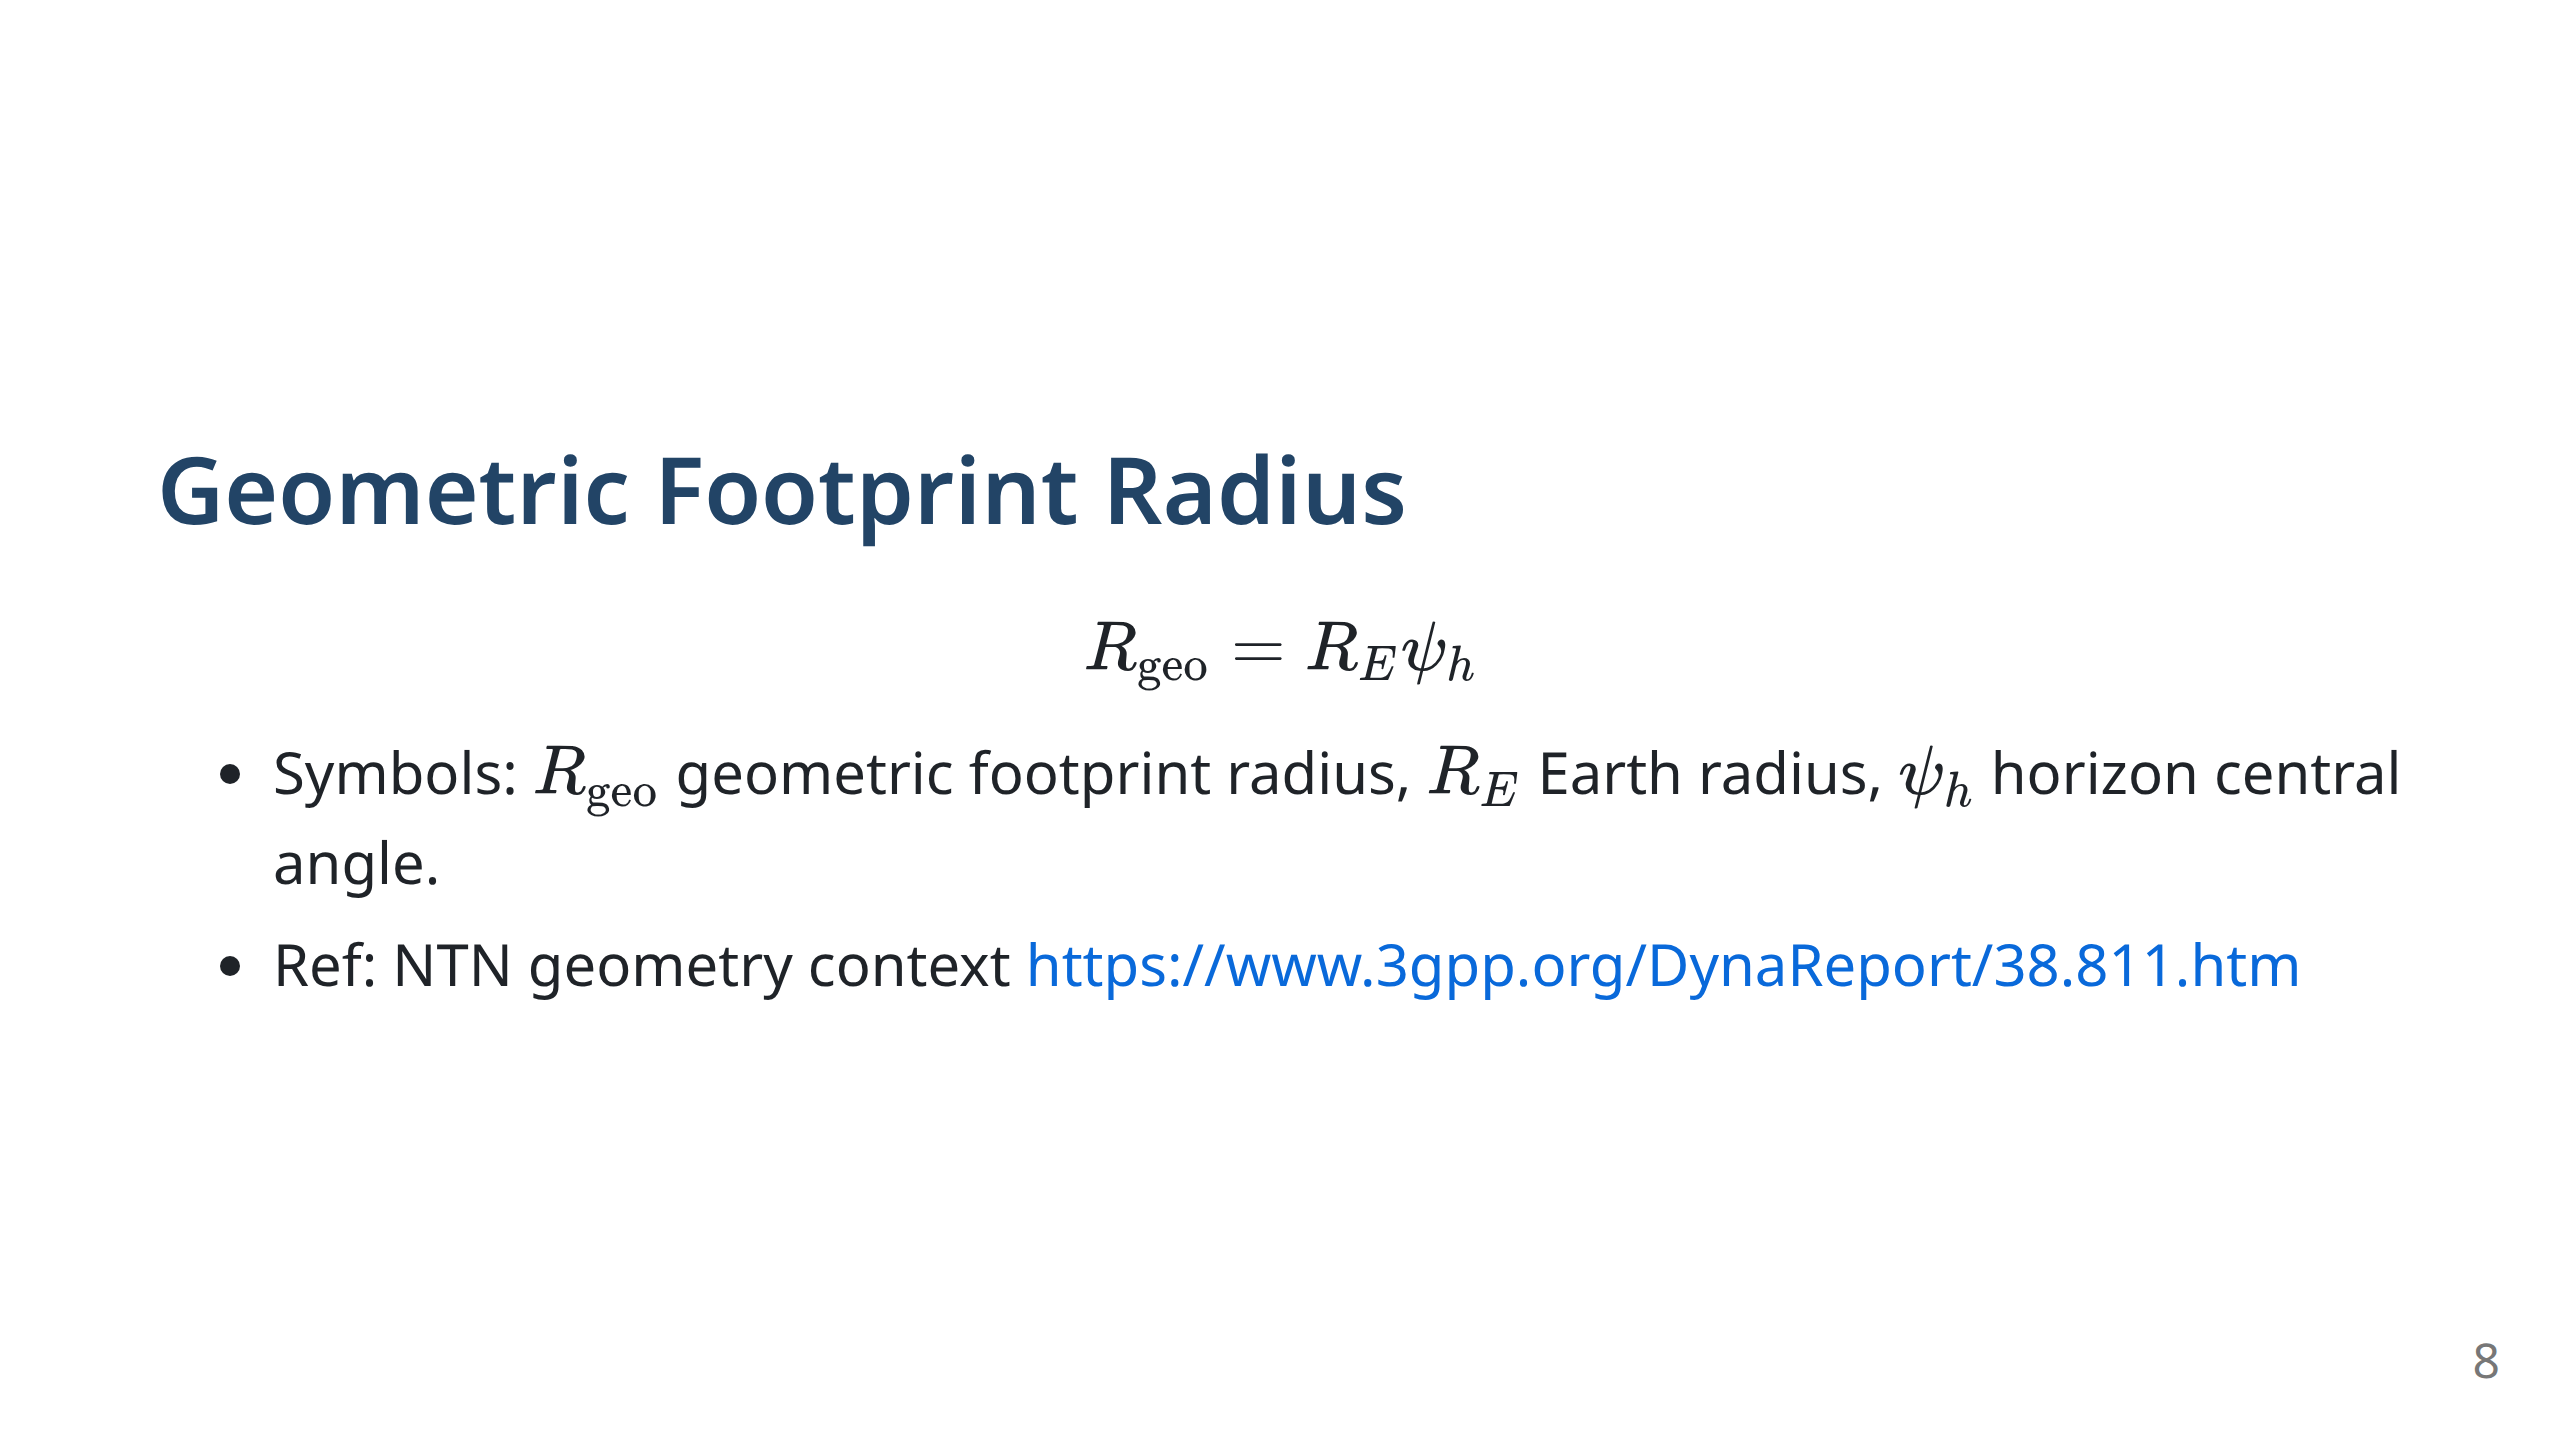 Geometric Footprint Radius
R_geo = R_E ψ_h
• Symbols: R_geo geometric footprint radius, R_E Earth radius, ψ_h horizon central
angle.
• Ref: NTN geometry context https://www.3gpp.org/DynaReport/38.811.htm
8